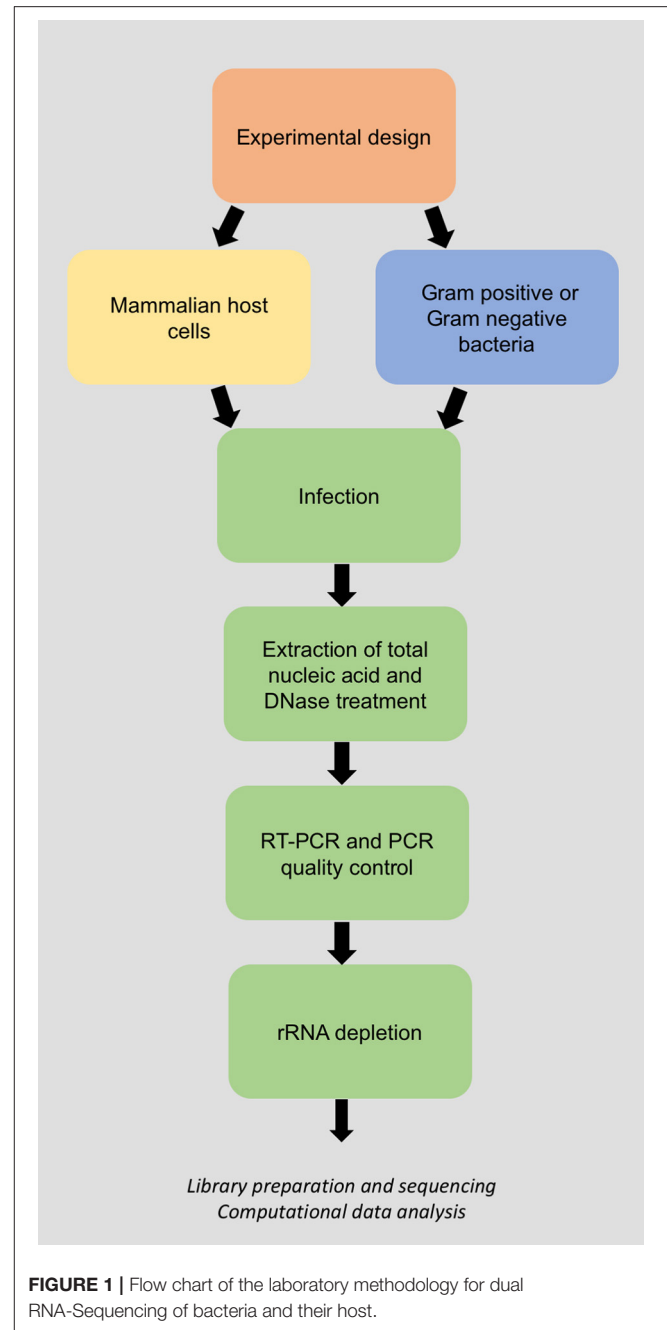 Experimental design
Mammalian host
cells
Gram positive or
Gram negative
bacteria
Infection
Extraction of total
nucleic acid and
DNase treatment
RT-PCR and PCR
quality control
rRNA depletion
Library preparation and sequencing
Computational data analysis
FIGURE 1 | Flow chart of the laboratory methodology for dual
RNA-Sequencing of bacteria and their host.